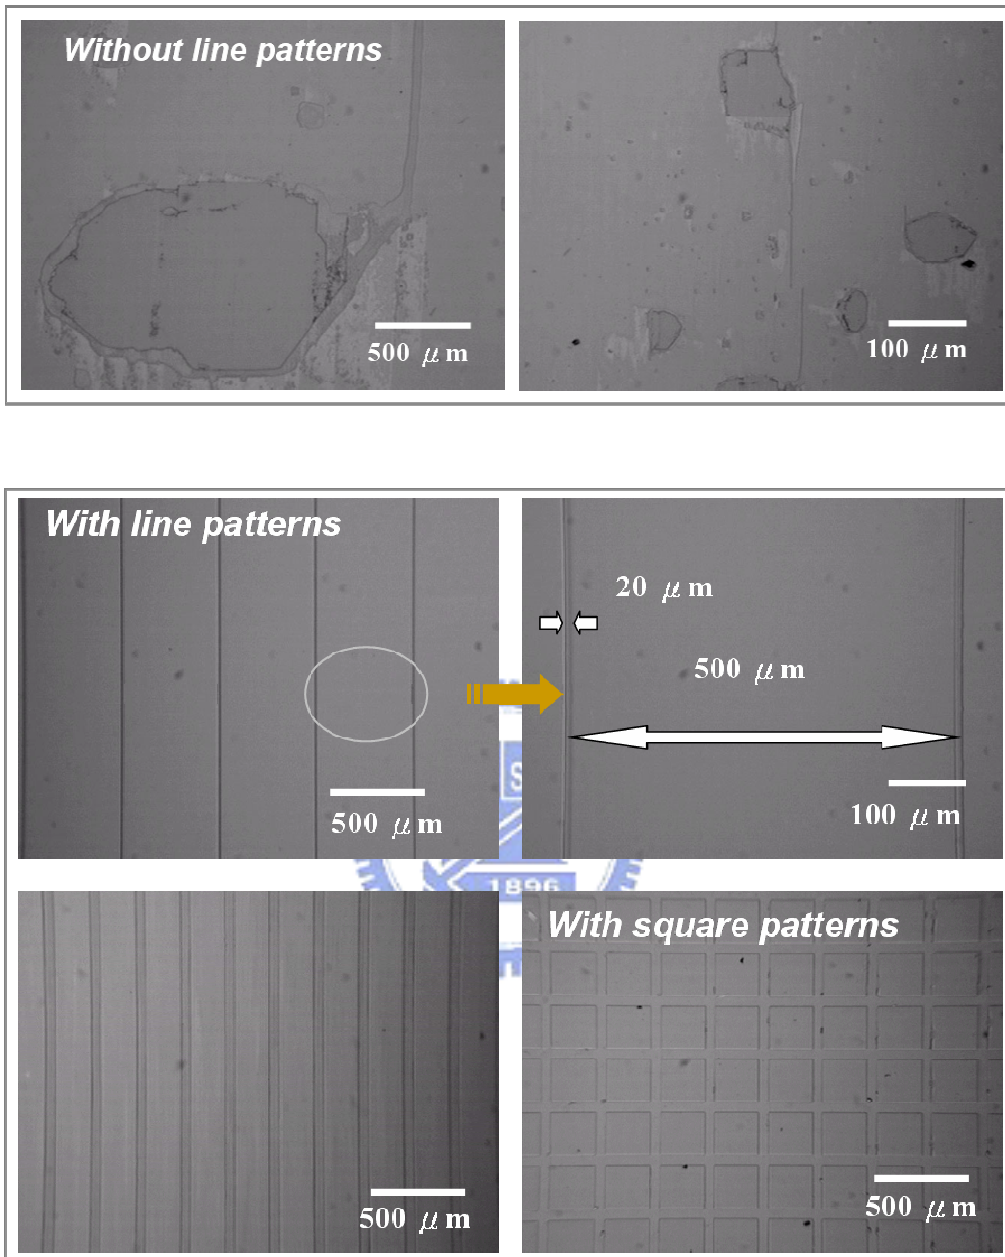 Without line patterns
500 μm
100 μm
With line patterns
20 μm
500 μm
500 μm
100 μm
S
1896
With square patterns
500 μm
500 μm